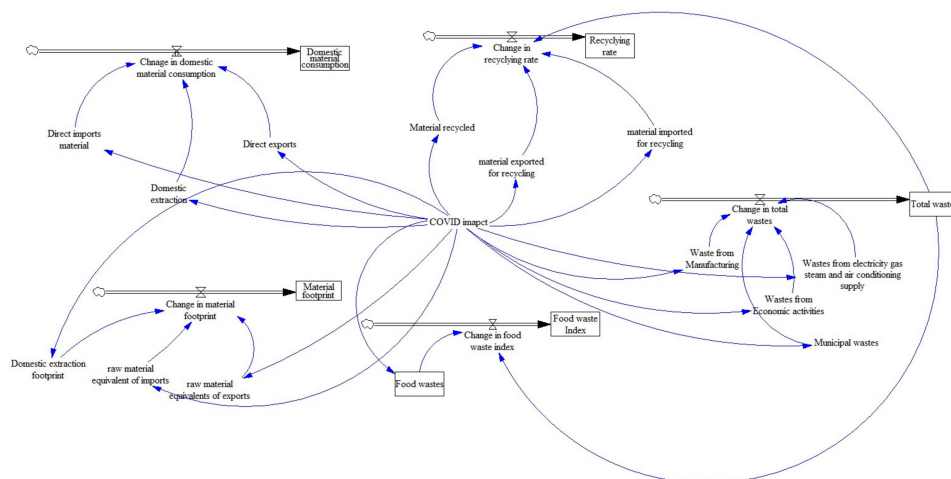 Domestic
material
consumption
Chnage in domestic
material consumption
Direct imports
material
Direct exports
Domestic
extraction
Recyclying
rate
Change in
recyclying rate
Material recycled
material exported
for recycling
material imported
for recycling
COVID imapct
Total waste
Change in total
wastes
Waste from
Manufacturing
Wastes from electricity gas
steam and air conditioning
supply
Wastes from
Economic activities
Municipal wastes
Material
footprint
Change in material
footprint
Domestic extraction
footprint
raw material
equivalent of imports
raw material
equivalents of exports
Food waste
Index
Change in food
waste index
Food wastes